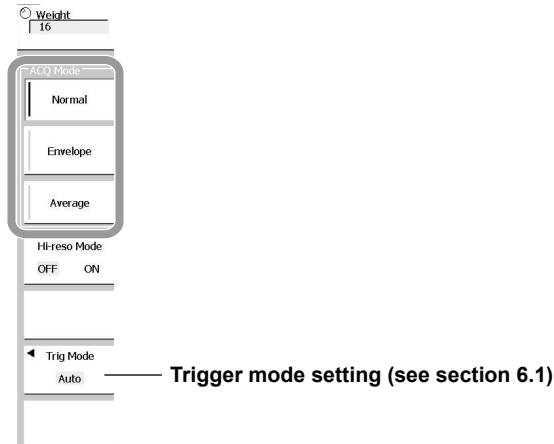 Weight
16
ACQ Mode
Normal
Envelope
Average
Hi-reso Mode
OFF ON
Trig Mode
Auto
Trigger mode setting (see section 6.1)